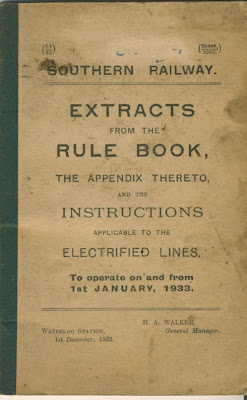 SOUTHERN RAILWAY.
EXTRACTS
FROM THE
RULE BOOK,
THE APPENDIX THERETO,
AND THE
INSTRUCTIONS
APPLICABLE TO THE
ELECTRIFIED LINES,
To operate on and from
1st JANUARY, 1933.
H. A. WALKER,
General Manager.
WATERLOO STATION,
1st December, 1932.